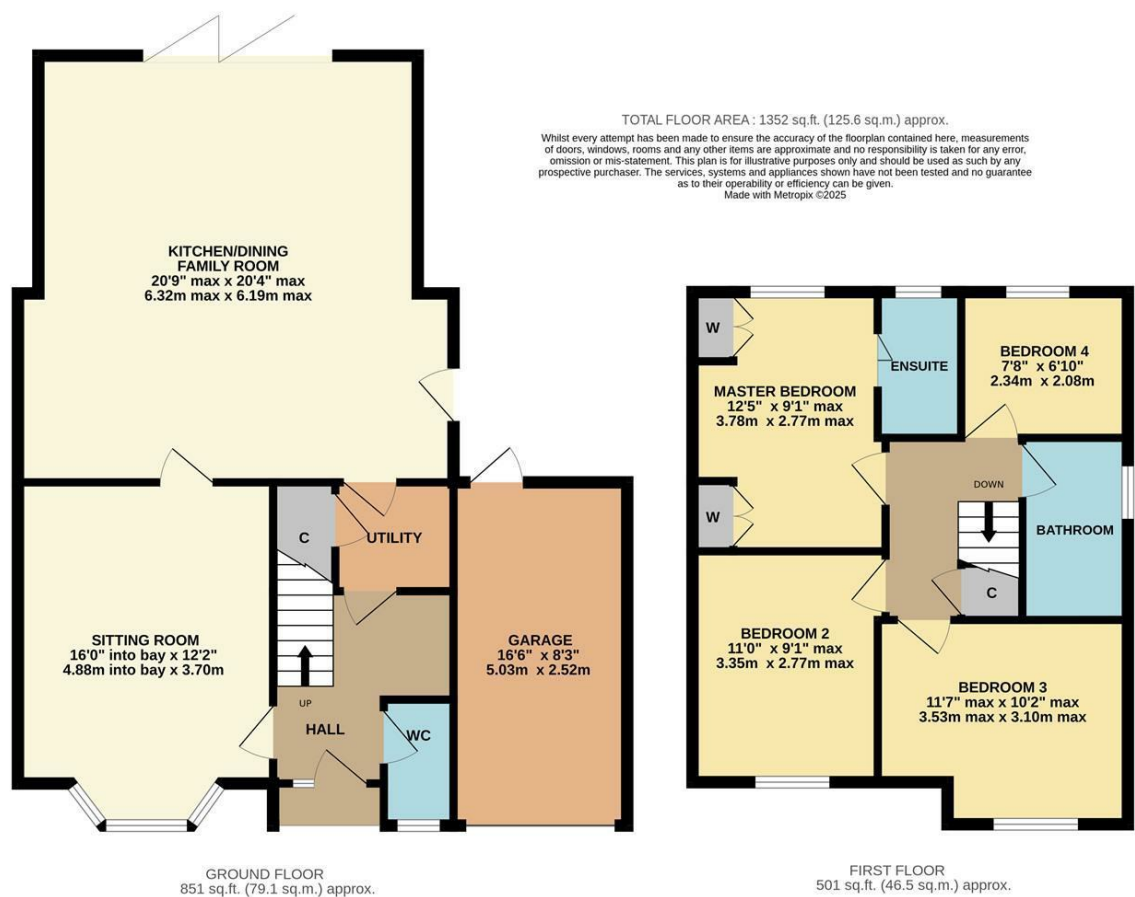 TOTAL FLOOR AREA : 1352 sq.ft. (125.6 sq.m.) approx.
Whilst every attempt has been made to ensure the accuracy of the floorplan contained here, measurements
of doors, windows, rooms and any other items are approximate and no responsibility is taken for any error,
omission or mis-statement. This plan is for illustrative purposes only and should be used as such by any
prospective purchaser. The services, systems and appliances shown have not been tested and no guarantee
as to their operability or efficiency can be given.
Made with Metropix ©2025
KITCHEN/DINING
FAMILY ROOM
20'9" max x 20'4" max
6.32m max x 6.19m max
C
UTILITY
SITTING ROOM
16'0" into bay x 12'2"
4.88m into bay x 3.70m
GARAGE
16'6" x 8'3"
5.03m x 2.52m
UP
HALL
WC
GROUND FLOOR
851 sq.ft. (79.1 sq.m.) approx.
W
ENSUITE
BEDROOM 4
7'8" x 6'10"
2.34m x 2.08m
MASTER BEDROOM
12'5" x 9'1" max
3.78m x 2.77m max
DOWN
W
BATHROOM
C
BEDROOM 2
11'0" x 9'1" max
3.35m x 2.77m max
BEDROOM 3
11'7" max x 10'2" max
3.53m max x 3.10m max
FIRST FLOOR
501 sq.ft. (46.5 sq.m.) approx.